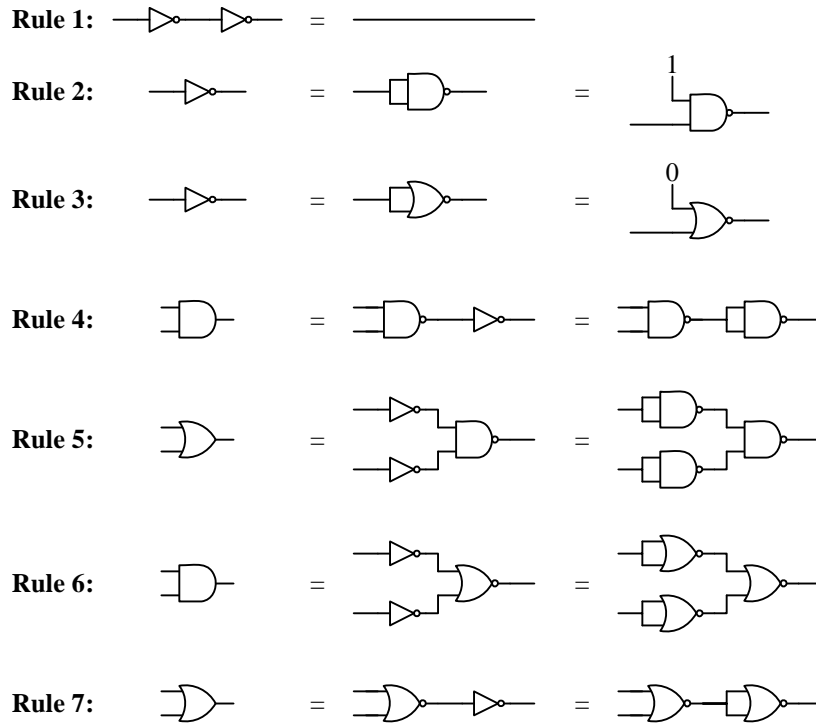 Rule 1: =
1
Rule 2: = =
0
Rule 3: = =
Rule 4: = =
Rule 5: = =
Rule 6: = =
Rule 7: = =